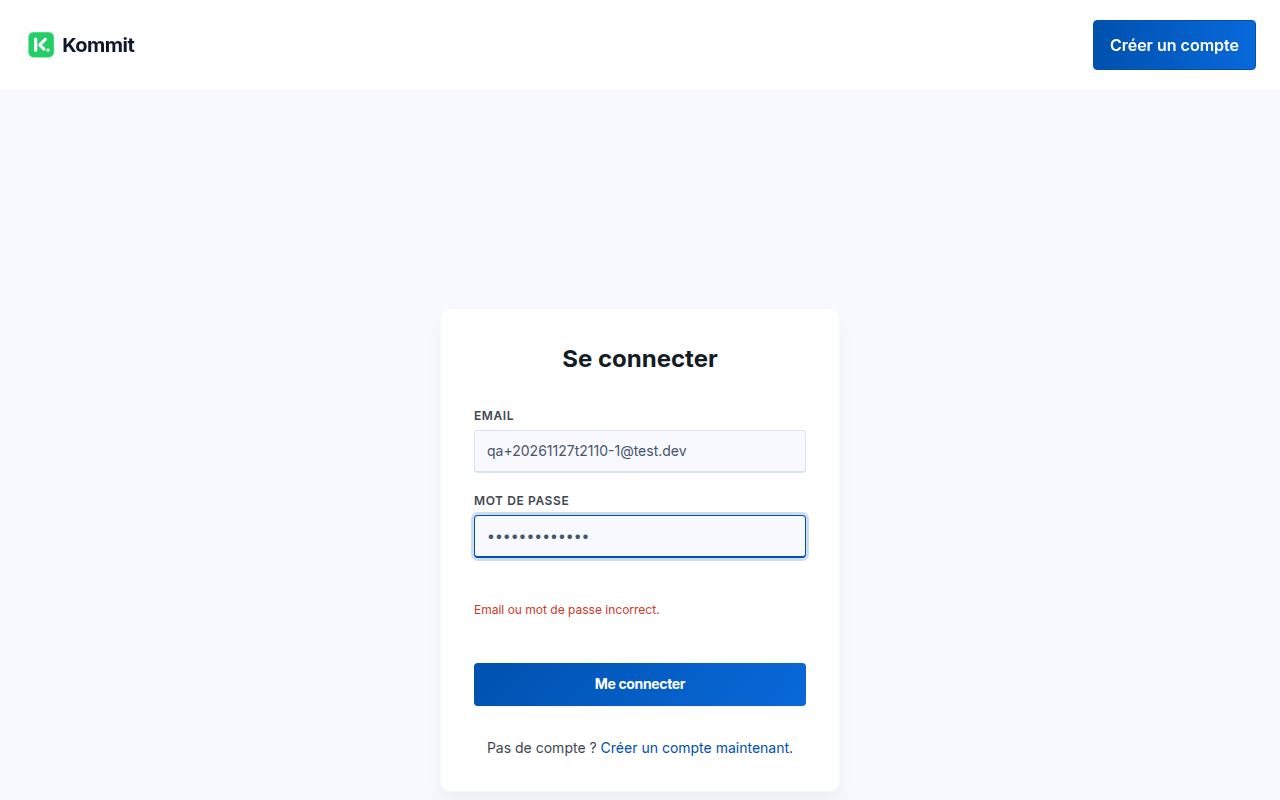 Kommit
Créer un compte
Se connecter
EMAIL
qa+20261127t2110-1@test.dev
MOT DE PASSE
•••••••••••••
Email ou mot de passe incorrect.
Me connecter
Pas de compte ? Créer un compte maintenant.